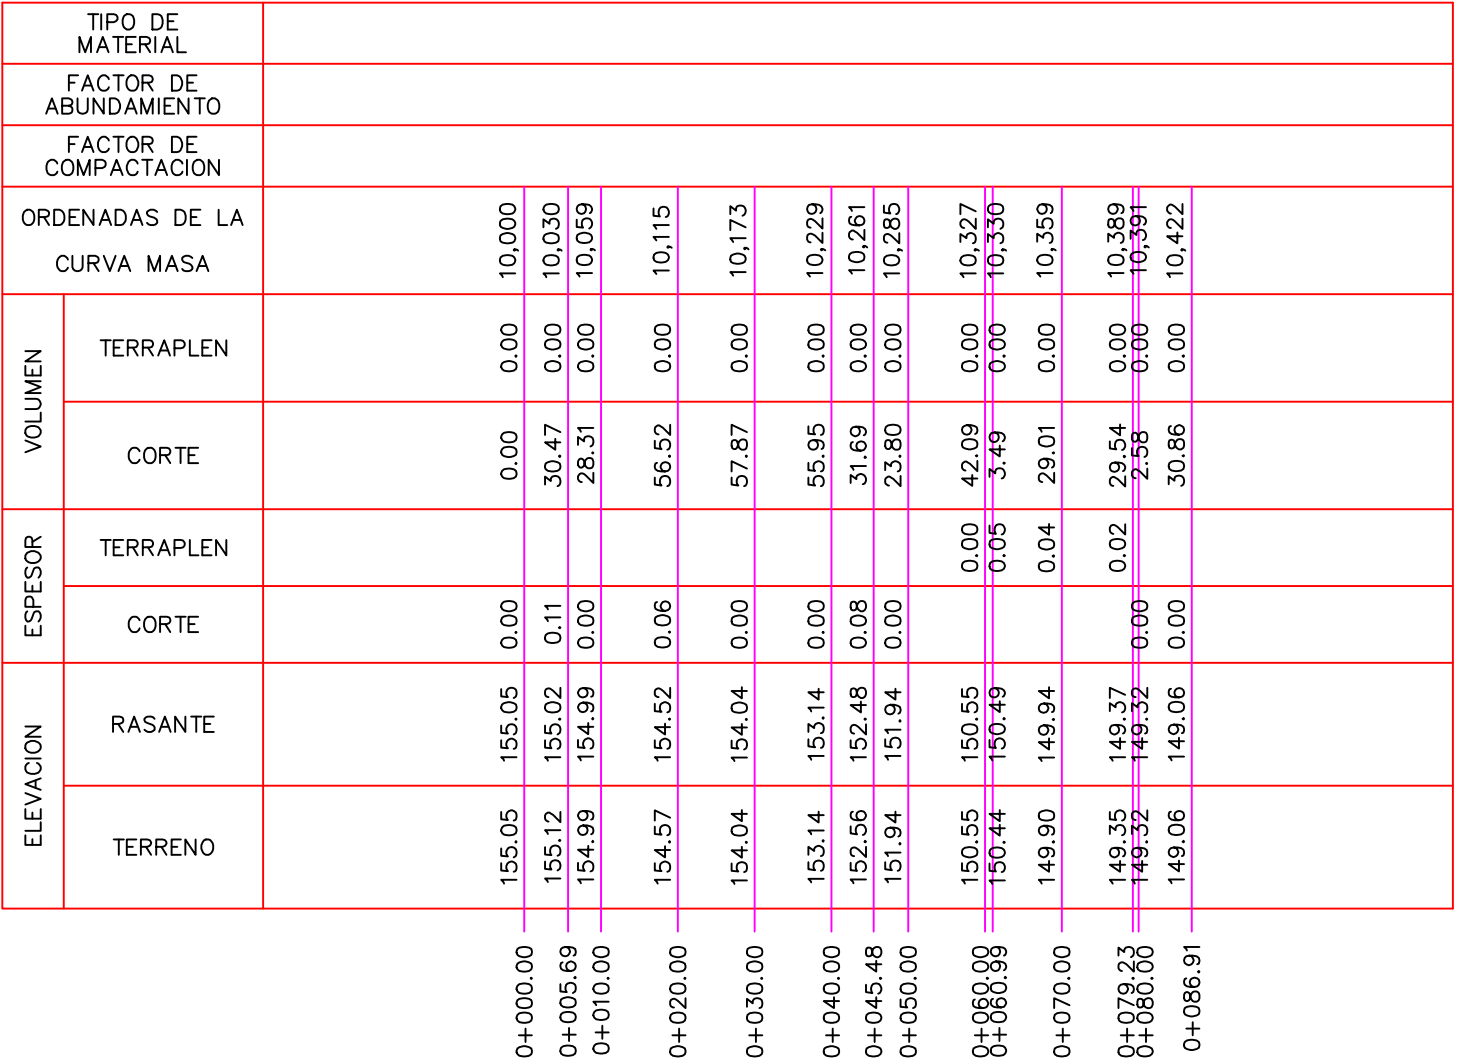 TIPO DE
MATERIAL
FACTOR DE
ABUNDAMIENTO
FACTOR DE
COMPACTACION
ORDENADAS DE LA
CURVA MASA
10,000 10,030 10,059 10,115 10,173 10,229 10,261 10,285 10,327 10,330 10,359 10,389 10,391 10,422
VOLUMEN
TERRAPLEN
0.00 0.00 0.00 0.00 0.00 0.00 0.00 0.00 0.00 0.00 0.00 0.00 0.00 0.00
CORTE
0.00 30.47 28.31 56.52 57.87 55.95 31.69 23.80 42.09 3.49 29.01 29.54 2.58 30.86
ESPESOR
TERRAPLEN
0.00 0.05 0.04 0.02
CORTE
0.00 0.11 0.00 0.06 0.00 0.00 0.08 0.00 0.00 0.00
ELEVACION
RASANTE
155.05 155.02 154.99 154.52 154.04 153.14 152.48 151.94 150.55 150.49 149.94 149.37 149.32 149.06
TERRENO
155.05 155.12 154.99 154.57 154.04 153.14 152.56 151.94 150.55 150.44 149.90 149.35 149.32 149.06
0+000.00 0+005.69 0+010.00 0+020.00 0+030.00 0+040.00 0+045.48 0+050.00 0+060.00 0+060.99 0+070.00 0+079.23 0+080.00 0+086.91